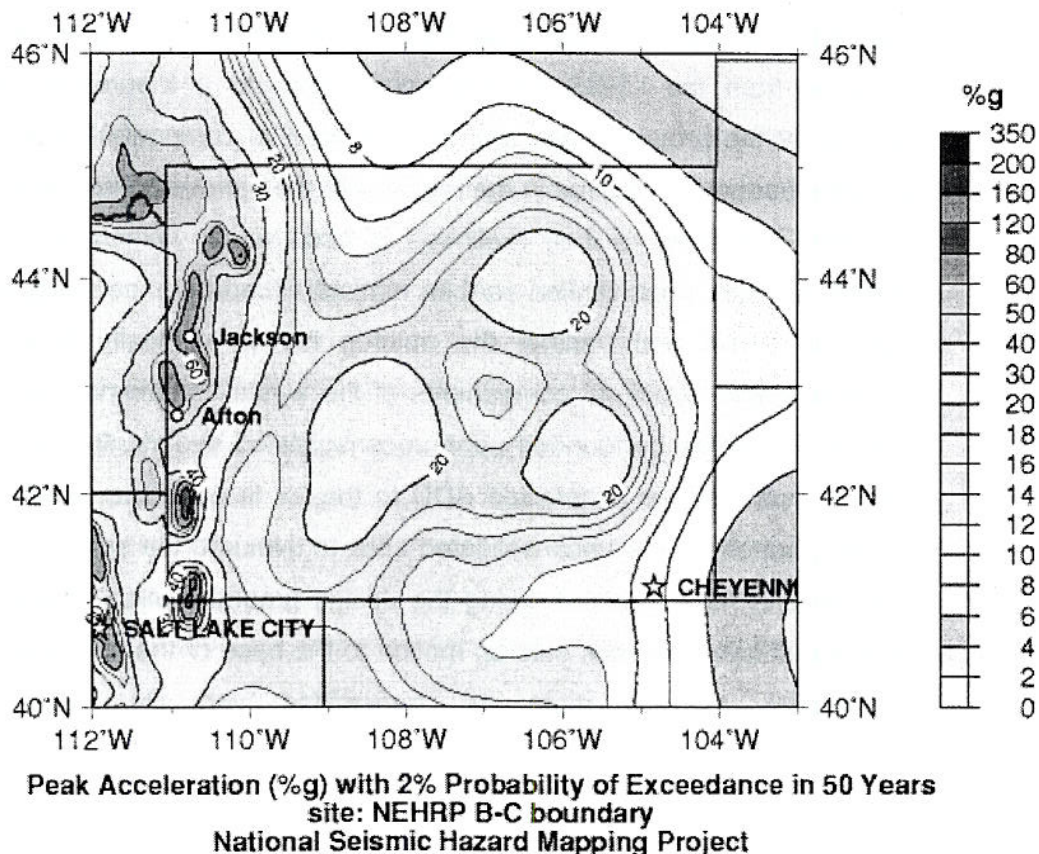 112˚W 110˚W 108˚W 106˚W 104˚W
46˚N 46˚N
%g
350
200
160
120
80
60
50
40
30
20
18
16
14
12
10
8
6
4
2
0
8
20
30
10
44˚N 44˚N
20
Jackson
60
Afton
20
20
40
42˚N 42˚N
40
CHEYENN
SALT LAKE CITY
40˚N 40˚N
112˚W 110˚W 108˚W 106˚W 104˚W
Peak Acceleration (%g) with 2% Probability of Exceedance in 50 Years
site: NEHRP B-C boundary
National Seismic Hazard Mapping Project